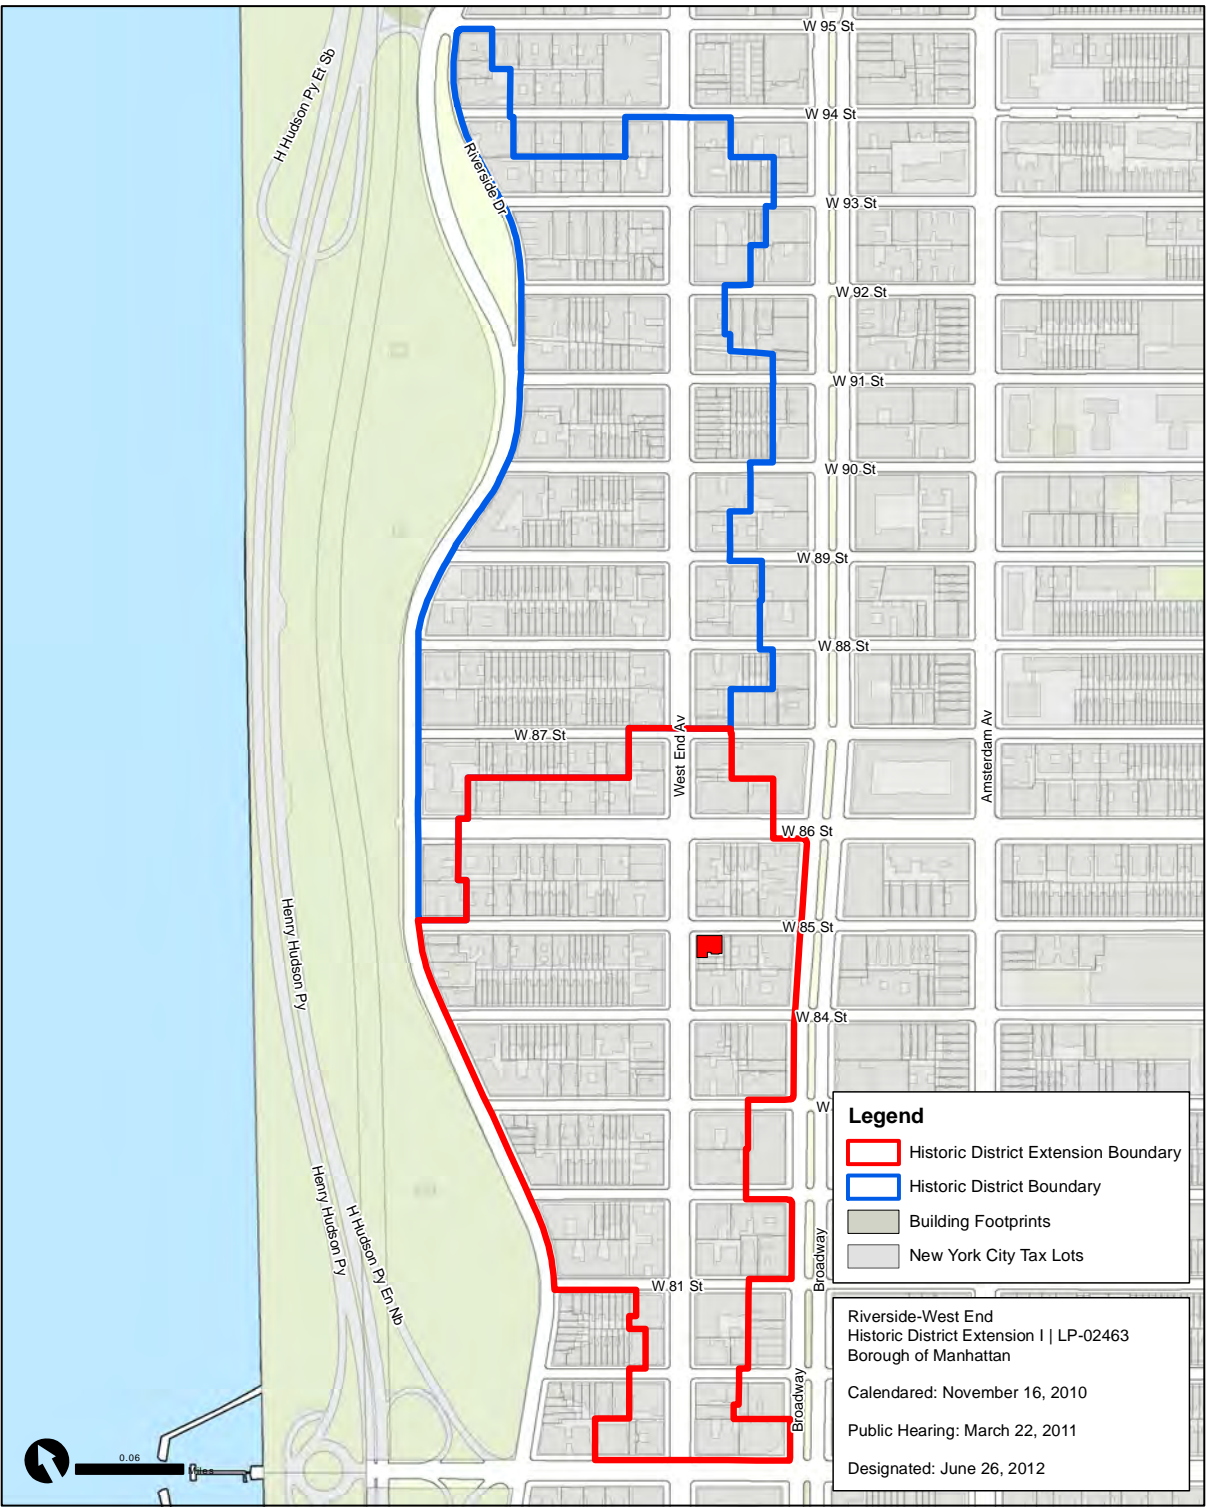 W 95 St
H Hudson Py Et Sb
W 94 St
Riverside Dr
W 93 St
W 92 St
W 91 St
W 90 St
W 89 St
W 88 St
W 87 St
West End Av
Amsterdam Av
W 86 St
W 85 St
Henry Hudson Py
W 84 St
W
Legend
Historic District Extension Boundary
Historic District Boundary
Building Footprints
New York City Tax Lots
Henry Hudson Py
H Hudson Py En Nb
Broadway
W 81 St
Riverside-West End
Historic District Extension I | LP-02463
Borough of Manhattan
Calendared: November 16, 2010
Public Hearing: March 22, 2011
Designated: June 26, 2012
Broadway
0.06
Miles